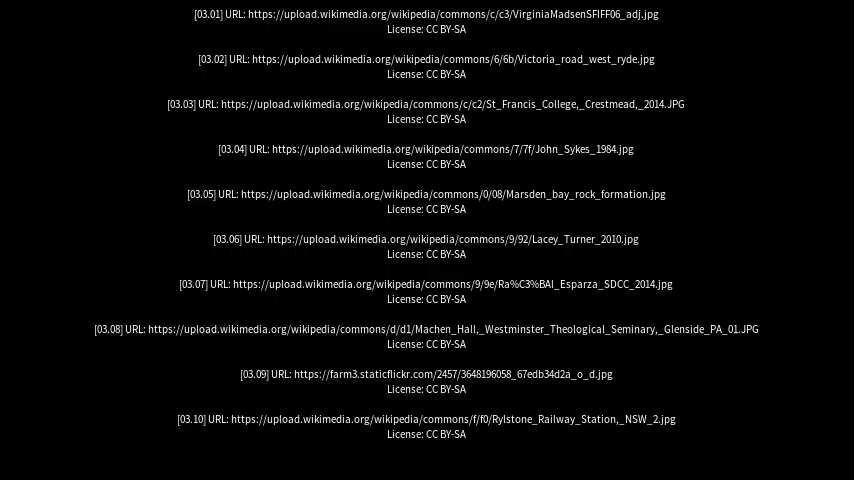 [03.01] URL: https://upload.wikimedia.org/wikipedia/commons/c/c3/VirginiaMadsenSFIFF06_adj.jpg
License: CC BY-SA
[03.02] URL: https://upload.wikimedia.org/wikipedia/commons/6/6b/Victoria_road_west_ryde.jpg
License: CC BY-SA
[03.03] URL: https://upload.wikimedia.org/wikipedia/commons/c/c2/St_Francis_College,_Crestmead,_2014.JPG
License: CC BY-SA
[03.04] URL: https://upload.wikimedia.org/wikipedia/commons/7/7f/John_Sykes_1984.jpg
License: CC BY-SA
[03.05] URL: https://upload.wikimedia.org/wikipedia/commons/0/08/Marsden_bay_rock_formation.jpg
License: CC BY-SA
[03.06] URL: https://upload.wikimedia.org/wikipedia/commons/9/92/Lacey_Turner_2010.jpg
License: CC BY-SA
[03.07] URL: https://upload.wikimedia.org/wikipedia/commons/9/9e/Ra%C3%BAl_Esparza_SDCC_2014.jpg
License: CC BY-SA
[03.08] URL: https://upload.wikimedia.org/wikipedia/commons/d/d1/Machen_Hall,_Westminster_Theological_Seminary,_Glenside_PA_01.JPG
License: CC BY-SA
[03.09] URL: https://farm3.staticflickr.com/2457/3648196058_67edb34d2a_o_d.jpg
License: CC BY-SA
[03.10] URL: https://upload.wikimedia.org/wikipedia/commons/f/f0/Rylstone_Railway_Station,_NSW_2.jpg
License: CC BY-SA